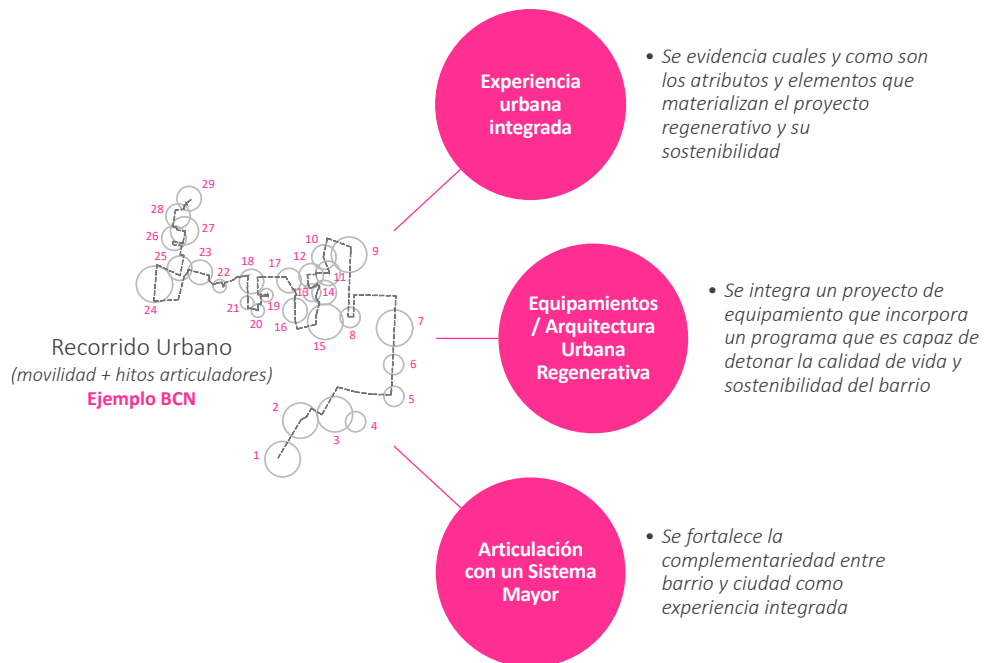 Experiencia
urbana
integrada
• Se evidencia cuales y como son
los atributos y elementos que
materializan el proyecto
regenerativo y su
sostenibilidad
29
28
27
26
25
23
24
22
18
17
21
19
20
10
9
12
11
13
14
16
15
8
7
6
5
2
3
4
1
Recorrido Urbano
(movilidad + hitos articuladores)
Ejemplo BCN
Equipamientos
/ Arquitectura
Urbana
Regenerativa
• Se integra un proyecto de
equipamiento que incorpora
un programa que es capaz de
detonar la calidad de vida y
sostenibilidad del barrio
Articulación
con un Sistema
Mayor
• Se fortalece la
complementariedad entre
barrio y ciudad como
experiencia integrada